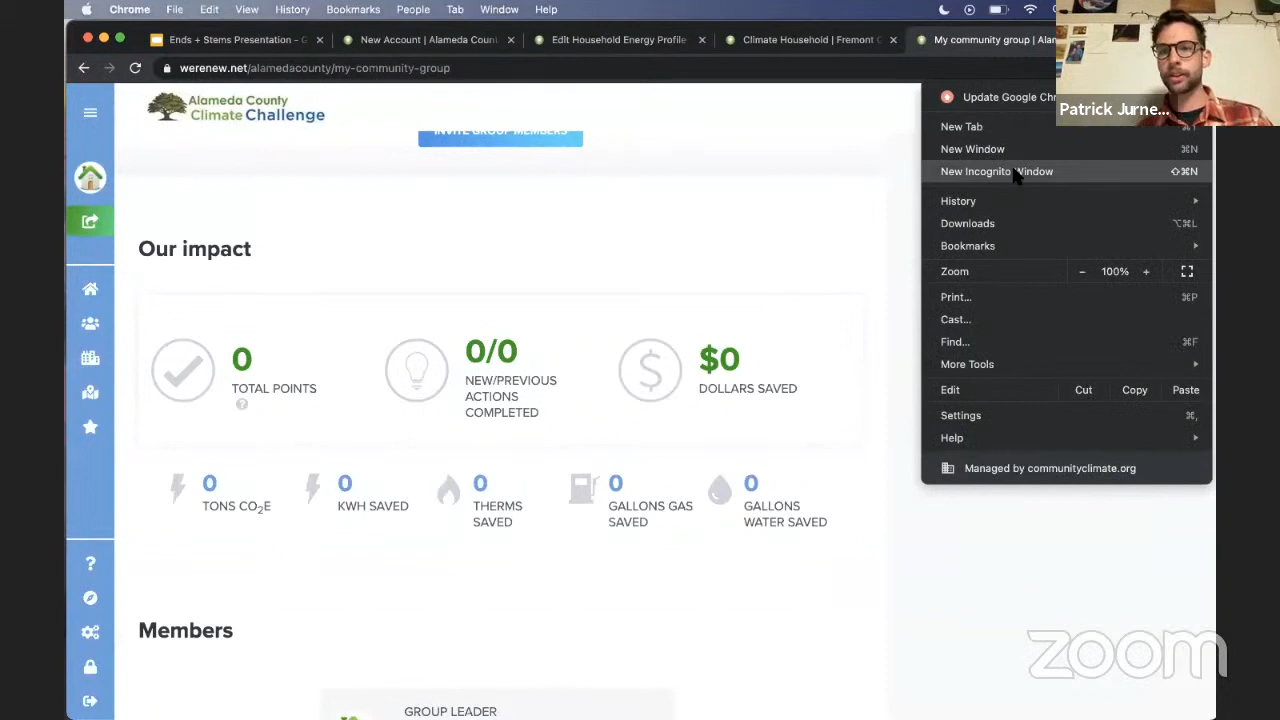 Chrome File Edit View History Bookmarks People Tab Window Help
Ends + Stems Presentation - G
My Account | Alameda Count
Edit Household Energy Profile
Climate Household | Fremont C
My community group | Ala
werenew.net/alamedacounty/my-community-group
Alameda County
Climate Challenge
INVITE GROUP MEMBERS
Our impact
0
TOTAL POINTS
?
0/0
NEW/PREVIOUS
ACTIONS
COMPLETED
$
$0
DOLLARS SAVED
0
TONS CO₂E
0
KWH SAVED
0
THERMS
SAVED
0
GALLONS GAS
SAVED
0
GALLONS
WATER SAVED
Members
GROUP LEADER
?
Update Google Chr
New Tab ⌘T
New Window ⌘N
New Incognito Window ⇧⌘N
History
Downloads ⌥⌘L
Bookmarks
Zoom − 100% +
Print... ⌘P
Cast...
Find... ⌘F
More Tools
Edit Cut Copy Paste
Settings ⌘,
Help
Managed by communityclimate.org
Patrick Jurne...
zoom